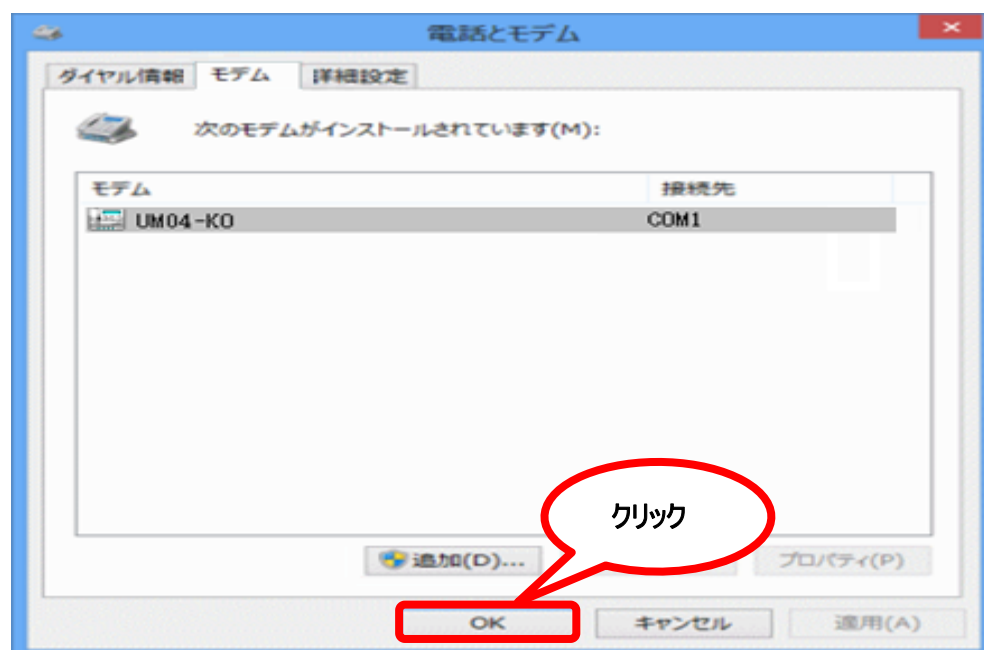 電話とモデム
ダイヤル情報 モデム 詳細設定
次のモデムがインストールされています(M):
モデム 接続先
UM04-KO COM1
クリック
追加(D)... プロパティ(P)
OK キャンセル 適用(A)